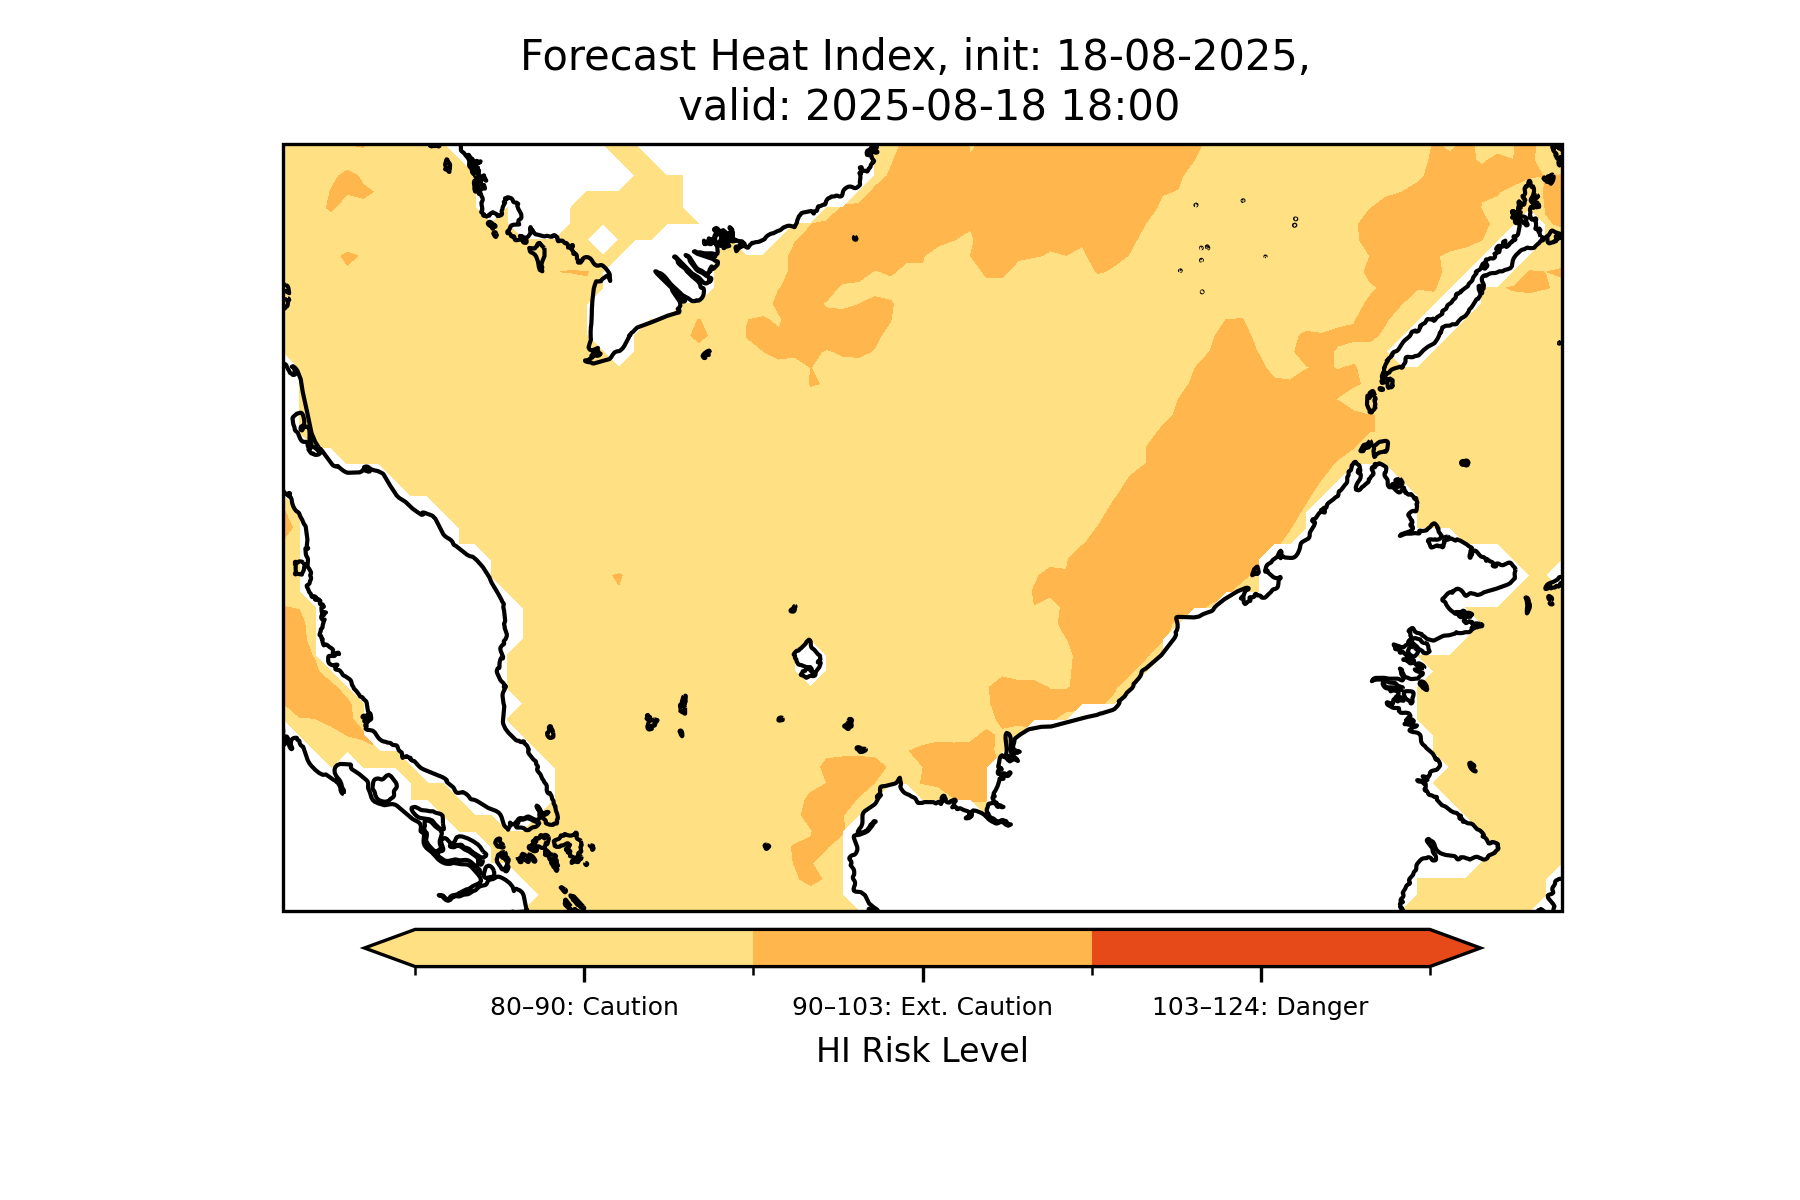 Forecast Heat Index, init: 18-08-2025,
valid: 2025-08-18 18:00
80–90: Caution
90–103: Ext. Caution
103–124: Danger
HI Risk Level